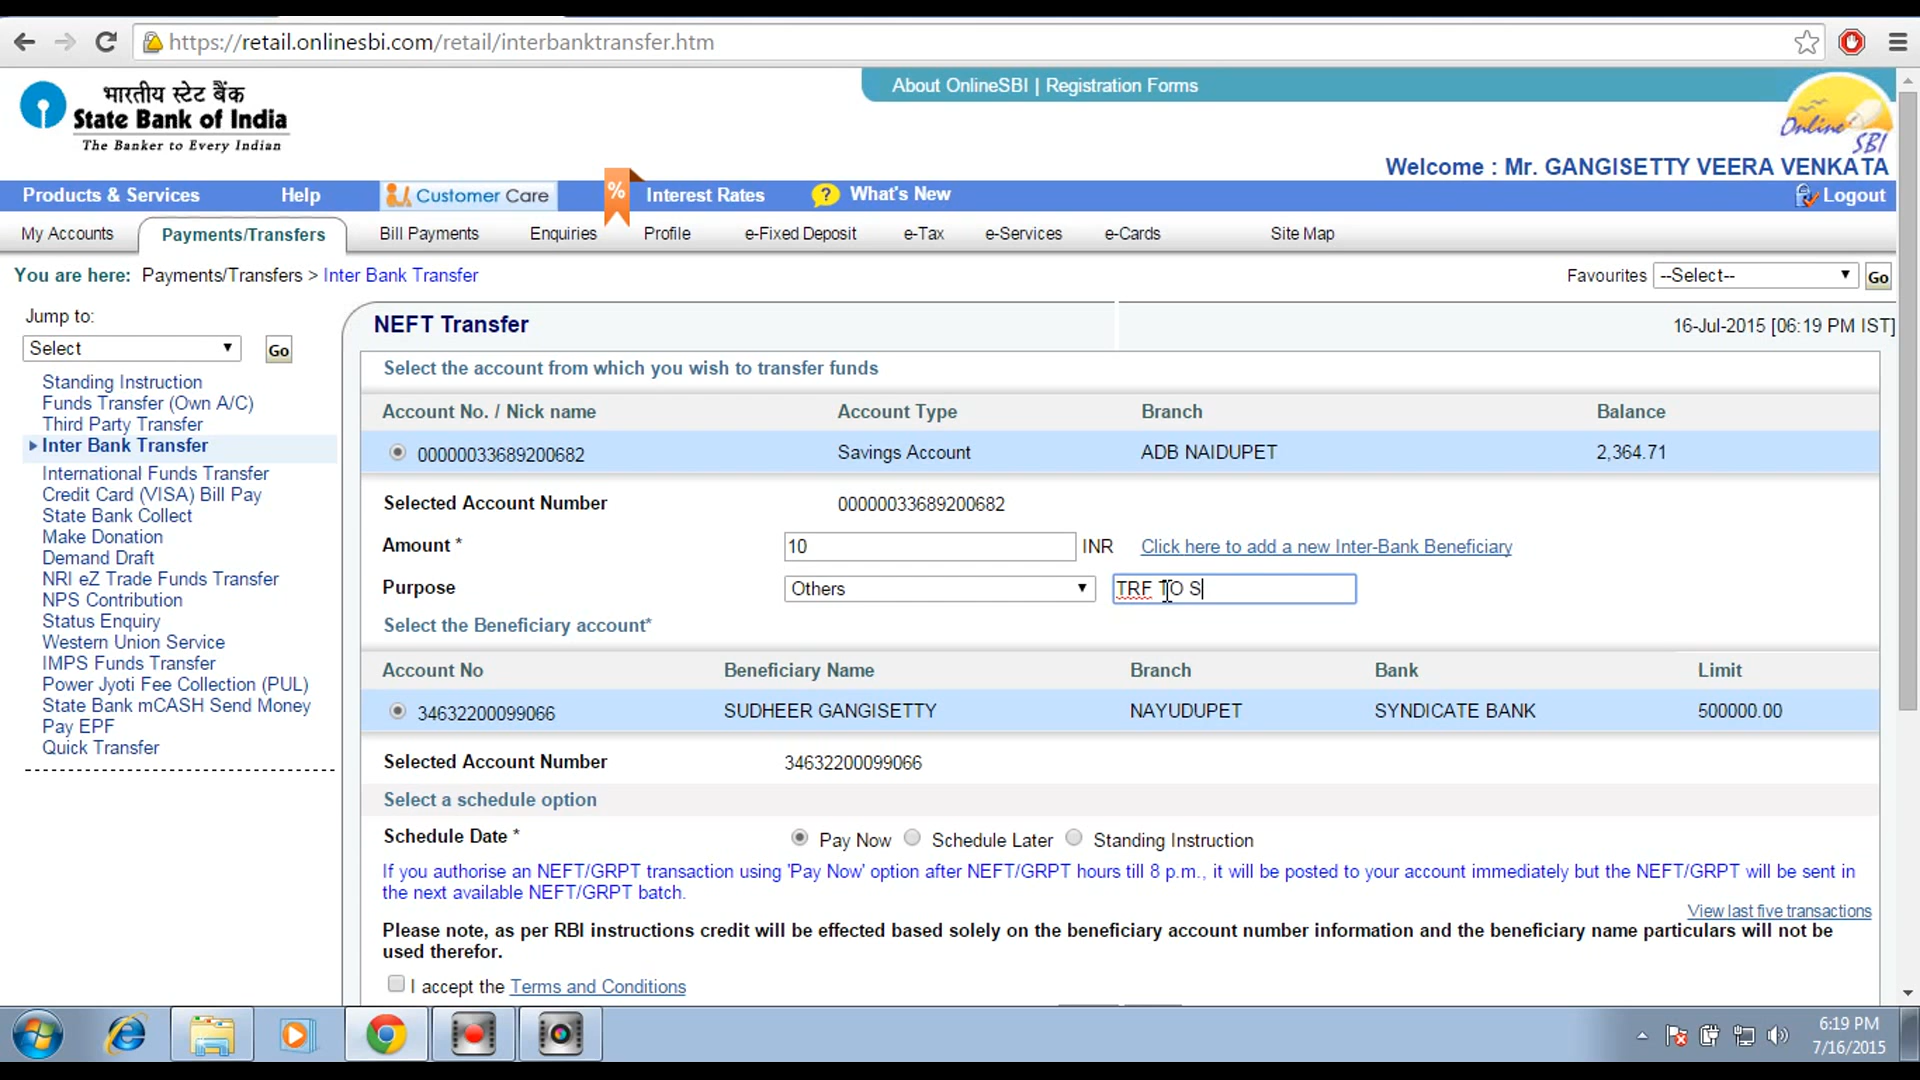 https://retail.onlinesbi.com/retail/interbanktransfer.htm
About OnlineSBI | Registration Forms
भारतीय स्टेट बैंक
State Bank of India
The Banker to Every Indian
Online SBI
Welcome : Mr. GANGISETTY VEERA VENKATA
Products & Services Help Customer Care % Interest Rates ? What's New Logout
My Accounts Payments/Transfers Bill Payments Enquiries Profile e-Fixed Deposit e-Tax e-Services e-Cards Site Map
You are here: Payments/Transfers > Inter Bank Transfer Favourites --Select-- Go
Jump to:
Select Go
Standing Instruction
Funds Transfer (Own A/C)
Third Party Transfer
Inter Bank Transfer
International Funds Transfer
Credit Card (VISA) Bill Pay
State Bank Collect
Make Donation
Demand Draft
NRI eZ Trade Funds Transfer
NPS Contribution
Status Enquiry
Western Union Service
IMPS Funds Transfer
Power Jyoti Fee Collection (PUL)
State Bank mCASH Send Money
Pay EPF
Quick Transfer
NEFT Transfer 16-Jul-2015 [06:19 PM IST]
Select the account from which you wish to transfer funds
Account No. / Nick name Account Type Branch Balance
00000033689200682 Savings Account ADB NAIDUPET 2,364.71
Selected Account Number 00000033689200682
Amount * 10 INR Click here to add a new Inter-Bank Beneficiary
Purpose Others TRF TO S
Select the Beneficiary account*
Account No Beneficiary Name Branch Bank Limit
34632200099066 SUDHEER GANGISETTY NAYUDUPET SYNDICATE BANK 500000.00
Selected Account Number 34632200099066
Select a schedule option
Schedule Date * Pay Now Schedule Later Standing Instruction
If you authorise an NEFT/GRPT transaction using 'Pay Now' option after NEFT/GRPT hours till 8 p.m., it will be posted to your account immediately but the NEFT/GRPT will be sent in
the next available NEFT/GRPT batch.
View last five transactions
Please note, as per RBI instructions credit will be effected based solely on the beneficiary account number information and the beneficiary name particulars will not be
used therefor.
I accept the Terms and Conditions
6:19 PM
7/16/2015